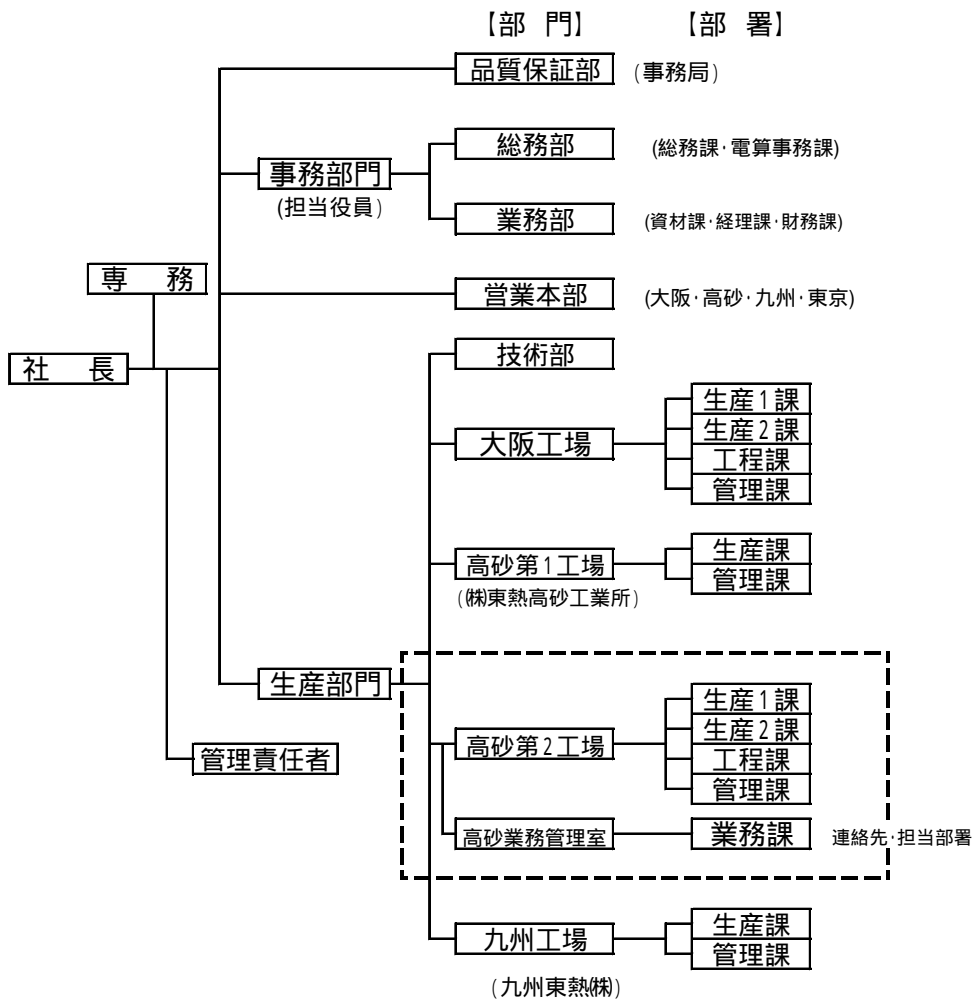 【部 門】 【部 署】
品質保証部 (事務局)
総務部 (総務課･電算事務課)
事務部門
(担当役員)
業務部 (資材課･経理課･財務課)
専 務
営業本部 (大阪･高砂･九州･東京)
技術部
社 長
生産1課
生産2課
大阪工場
工程課
管理課
生産課
高砂第1工場
管理課
(㈱東熱高砂工業所)
生産部門
生産1課
生産2課
高砂第2工場
工程課
管理責任者
管理課
高砂業務管理室 業務課 連絡先･担当部署
生産課
九州工場
管理課
(九州東熱㈱)